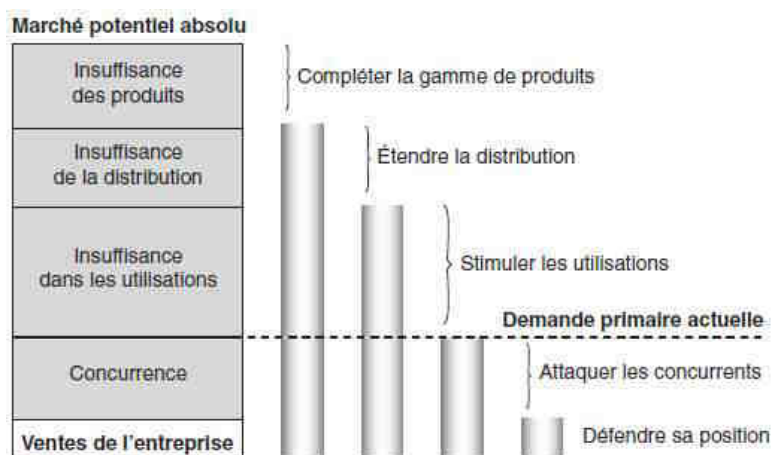 Marché potentiel absolu
Insuffisance
des produits
Compléter la gamme de produits
Insuffisance
de la distribution
Étendre la distribution
Insuffisance
dans les utilisations
Stimuler les utilisations
Demande primaire actuelle
Concurrence
Attaquer les concurrents
Ventes de l'entreprise
Défendre sa position